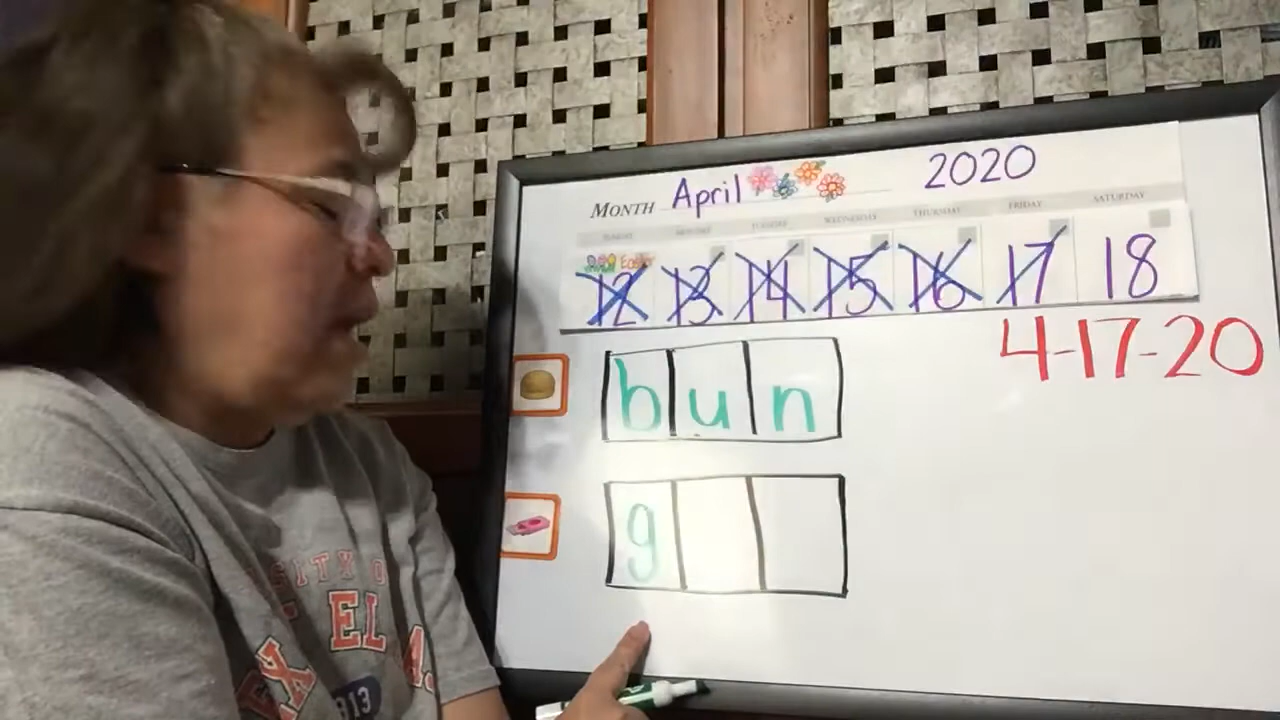 April 2020
MONTH
SUNDAY MONDAY TUESDAY WEDNESDAY THURSDAY FRIDAY SATURDAY
Easter
12 13 14 15 16 17 18
4-17-20
b u n
g
EL